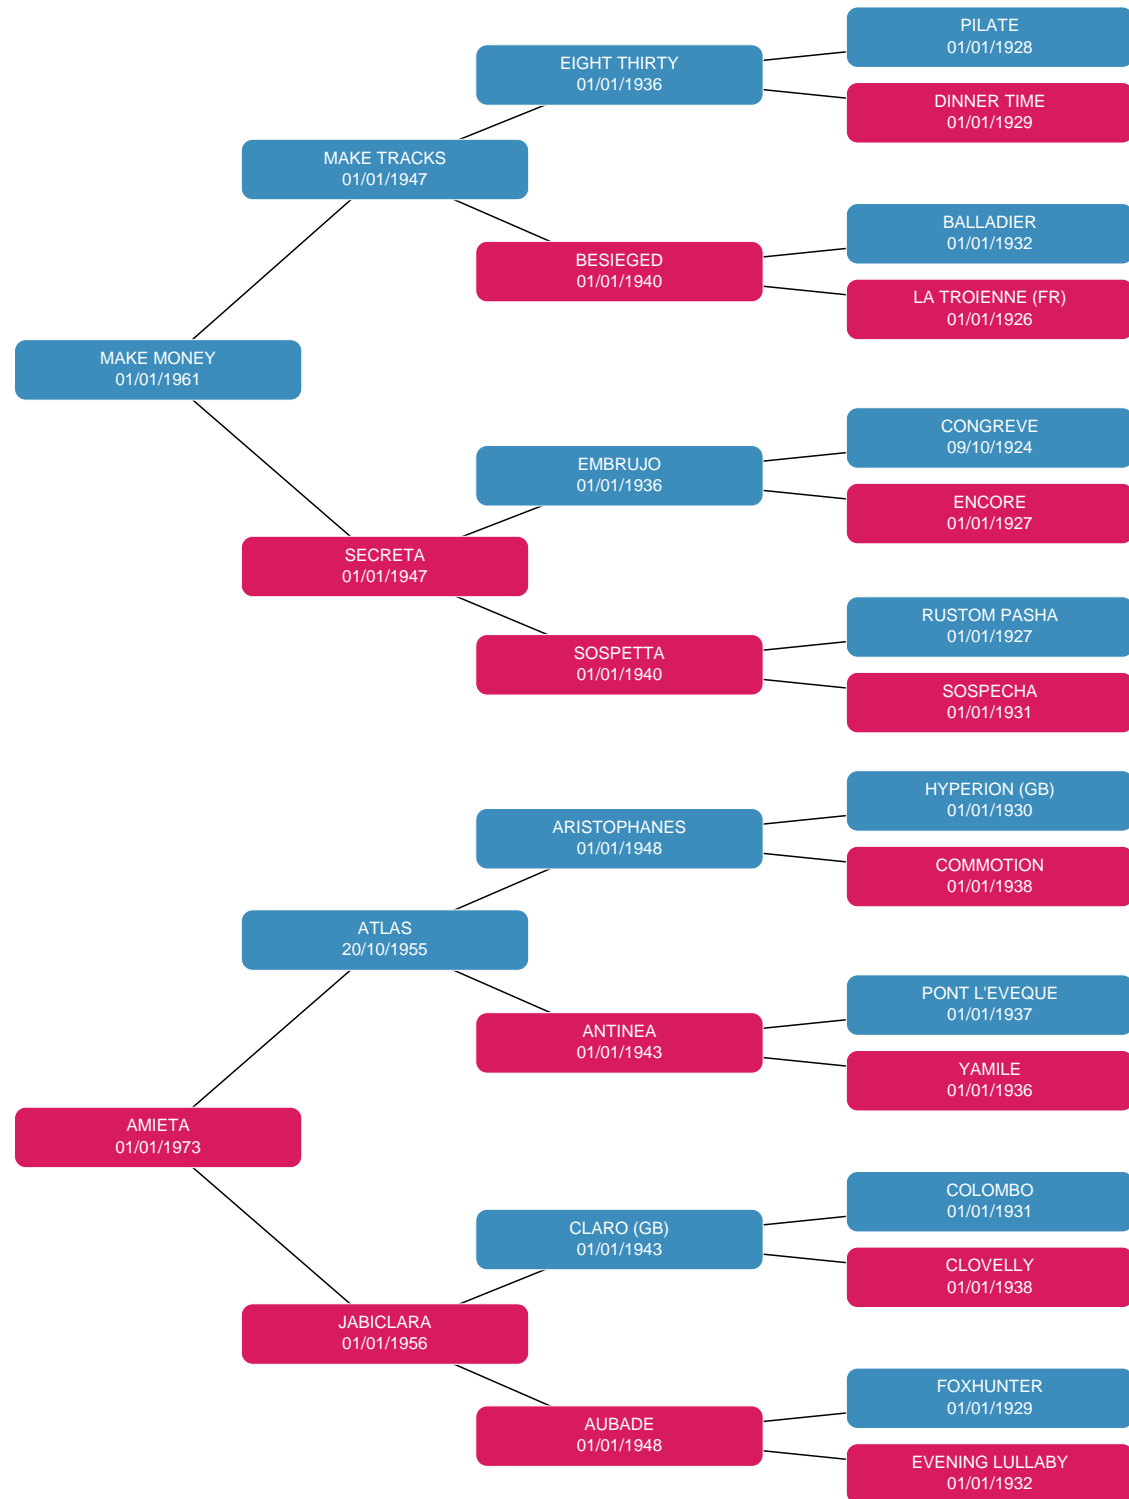 PILATE
01/01/1928
EIGHT THIRTY
01/01/1936
DINNER TIME
01/01/1929
MAKE TRACKS
01/01/1947
BALLADIER
01/01/1932
BESIEGED
01/01/1940
LA TROIENNE (FR)
01/01/1926
MAKE MONEY
01/01/1961
CONGREVE
09/10/1924
EMBRUJO
01/01/1936
ENCORE
01/01/1927
SECRETA
01/01/1947
RUSTOM PASHA
01/01/1927
SOSPETTA
01/01/1940
SOSPECHA
01/01/1931
HYPERION (GB)
01/01/1930
ARISTOPHANES
01/01/1948
COMMOTION
01/01/1938
ATLAS
20/10/1955
PONT L'EVEQUE
01/01/1937
ANTINEA
01/01/1943
YAMILE
01/01/1936
AMIETA
01/01/1973
COLOMBO
01/01/1931
CLARO (GB)
01/01/1943
CLOVELLY
01/01/1938
JABICLARA
01/01/1956
FOXHUNTER
01/01/1929
AUBADE
01/01/1948
EVENING LULLABY
01/01/1932